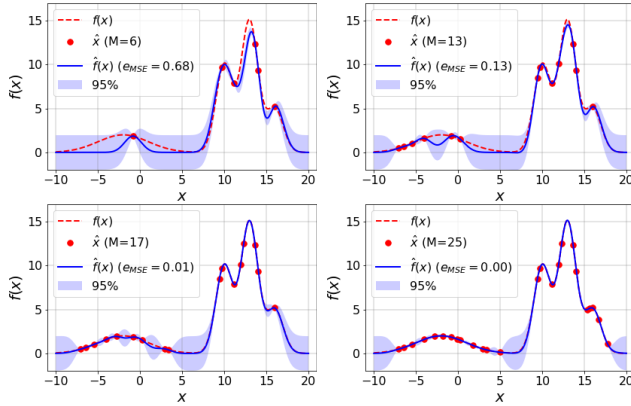 f(x)
x̂ (M=6)
f̂(x) (e_MSE = 0.68)
95%
15
10
5
0
f(x)
−10 −5 0 5 10 15 20
x
f(x)
x̂ (M=13)
f̂(x) (e_MSE = 0.13)
95%
15
10
5
0
f(x)
−10 −5 0 5 10 15 20
x
f(x)
x̂ (M=17)
f̂(x) (e_MSE = 0.01)
95%
15
10
5
0
f(x)
−10 −5 0 5 10 15 20
x
f(x)
x̂ (M=25)
f̂(x) (e_MSE = 0.00)
95%
15
10
5
0
f(x)
−10 −5 0 5 10 15 20
x